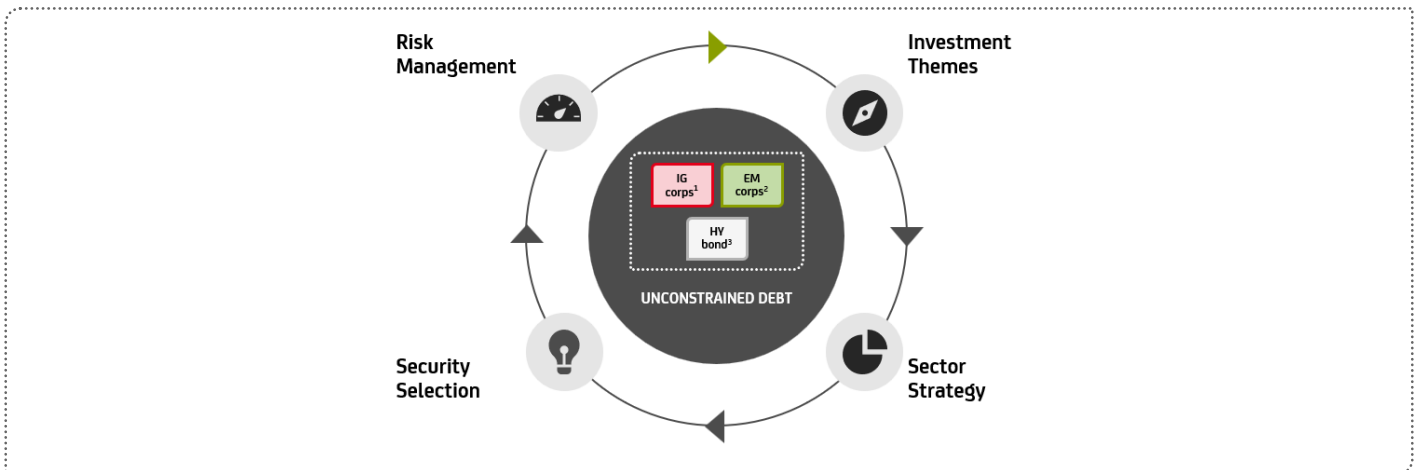 Risk
Management
Investment
Themes
IG
corps¹
EM
corps²
HY
bond³
UNCONSTRAINED DEBT
Security
Selection
Sector
Strategy